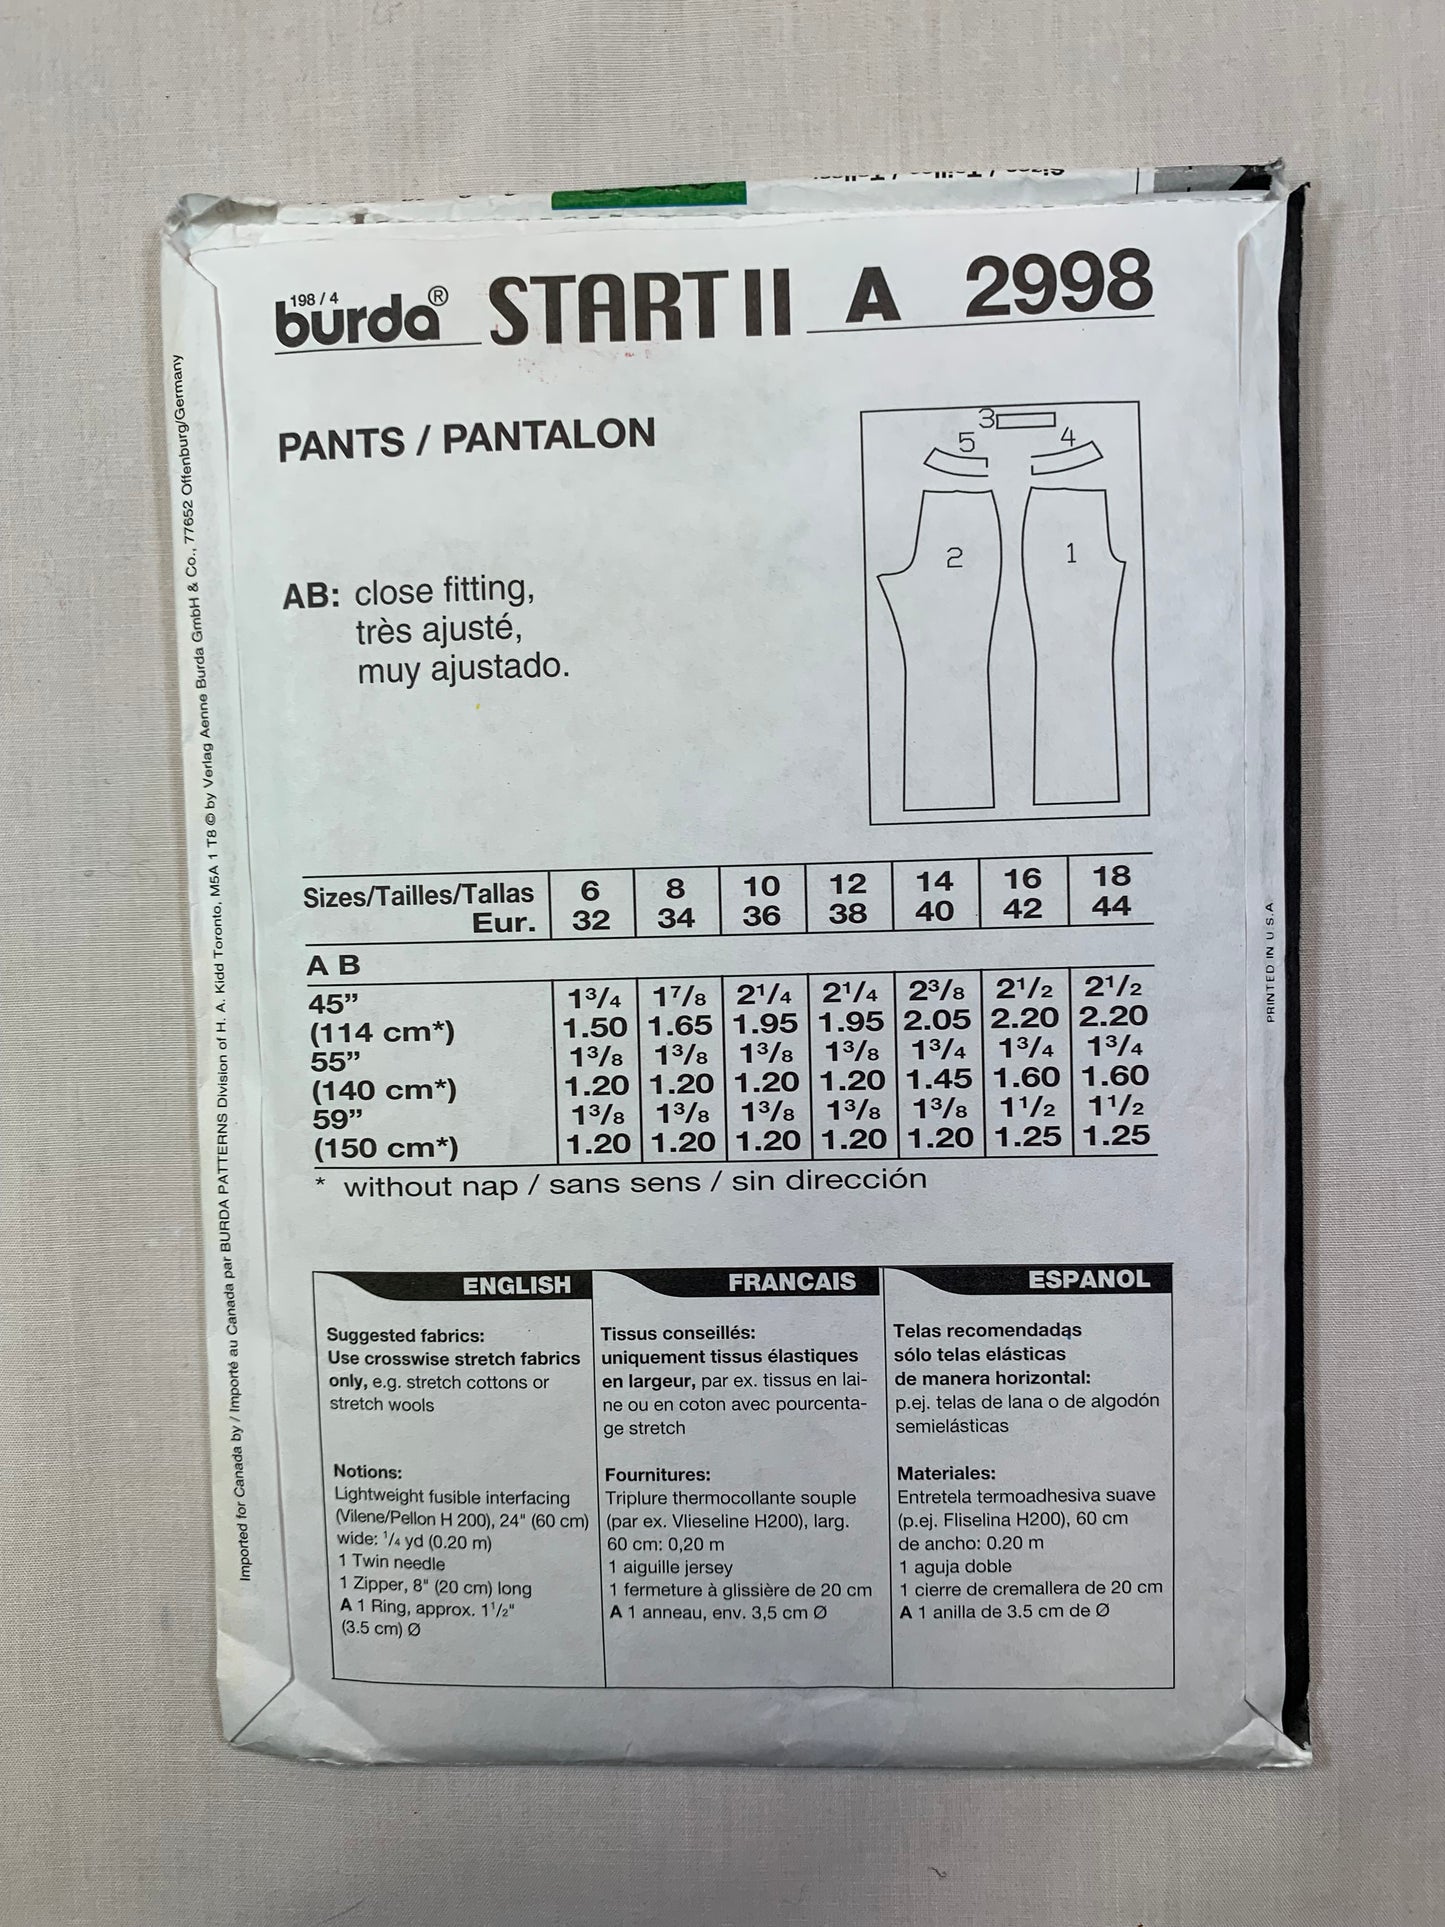 Sizes / Tailles / Tallas:
198 / 4
burda® START II A 2998
PANTS / PANTALON
3
5 4
2 1
AB: close fitting,
très ajusté,
muy ajustado.
Sizes/Tailles/Tallas 6 8 10 12 14 16 18
Eur. 32 34 36 38 40 42 44
A B
45” 1³/₄ 1⁷/₈ 2¹/₄ 2¹/₄ 2³/₈ 2¹/₂ 2¹/₂
(114 cm*) 1.50 1.65 1.95 1.95 2.05 2.20 2.20
55” 1³/₈ 1³/₈ 1³/₈ 1³/₈ 1³/₄ 1³/₄ 1³/₄
(140 cm*) 1.20 1.20 1.20 1.20 1.45 1.60 1.60
59” 1³/₈ 1³/₈ 1³/₈ 1³/₈ 1³/₈ 1¹/₂ 1¹/₂
(150 cm*) 1.20 1.20 1.20 1.20 1.20 1.25 1.25
* without nap / sans sens / sin dirección
ENGLISH
Suggested fabrics:
Use crosswise stretch fabrics
only, e.g. stretch cottons or
stretch wools
Notions:
Lightweight fusible interfacing
(Vilene/Pellon H 200), 24" (60 cm)
wide: ¹/₄ yd (0.20 m)
1 Twin needle
1 Zipper, 8" (20 cm) long
A 1 Ring, approx. 1¹/₂"
(3.5 cm) Ø
FRANCAIS
Tissus conseillés:
uniquement tissus élastiques
en largeur, par ex. tissus en lai-
ne ou en coton avec pourcenta-
ge stretch
Fournitures:
Triplure thermocollante souple
(par ex. Vlieseline H200), larg.
60 cm: 0,20 m
1 aiguille jersey
1 fermeture à glissière de 20 cm
A 1 anneau, env. 3,5 cm Ø
ESPANOL
Telas recomendadas
sólo telas elásticas
de manera horizontal:
p.ej. telas de lana o de algodón
semielásticas
Materiales:
Entretela termoadhesiva suave
(p.ej. Fliselina H200), 60 cm
de ancho: 0.20 m
1 aguja doble
1 cierre de cremallera de 20 cm
A 1 anilla de 3.5 cm de Ø
Imported for Canada by / Importé au Canada par BURDA PATTERNS Division of H. A. Kidd Toronto, M5A 1 T8 © by Verlag Aenne Burda GmbH & Co., 77652 Offenburg/Germany
PRINTED IN U.S.A